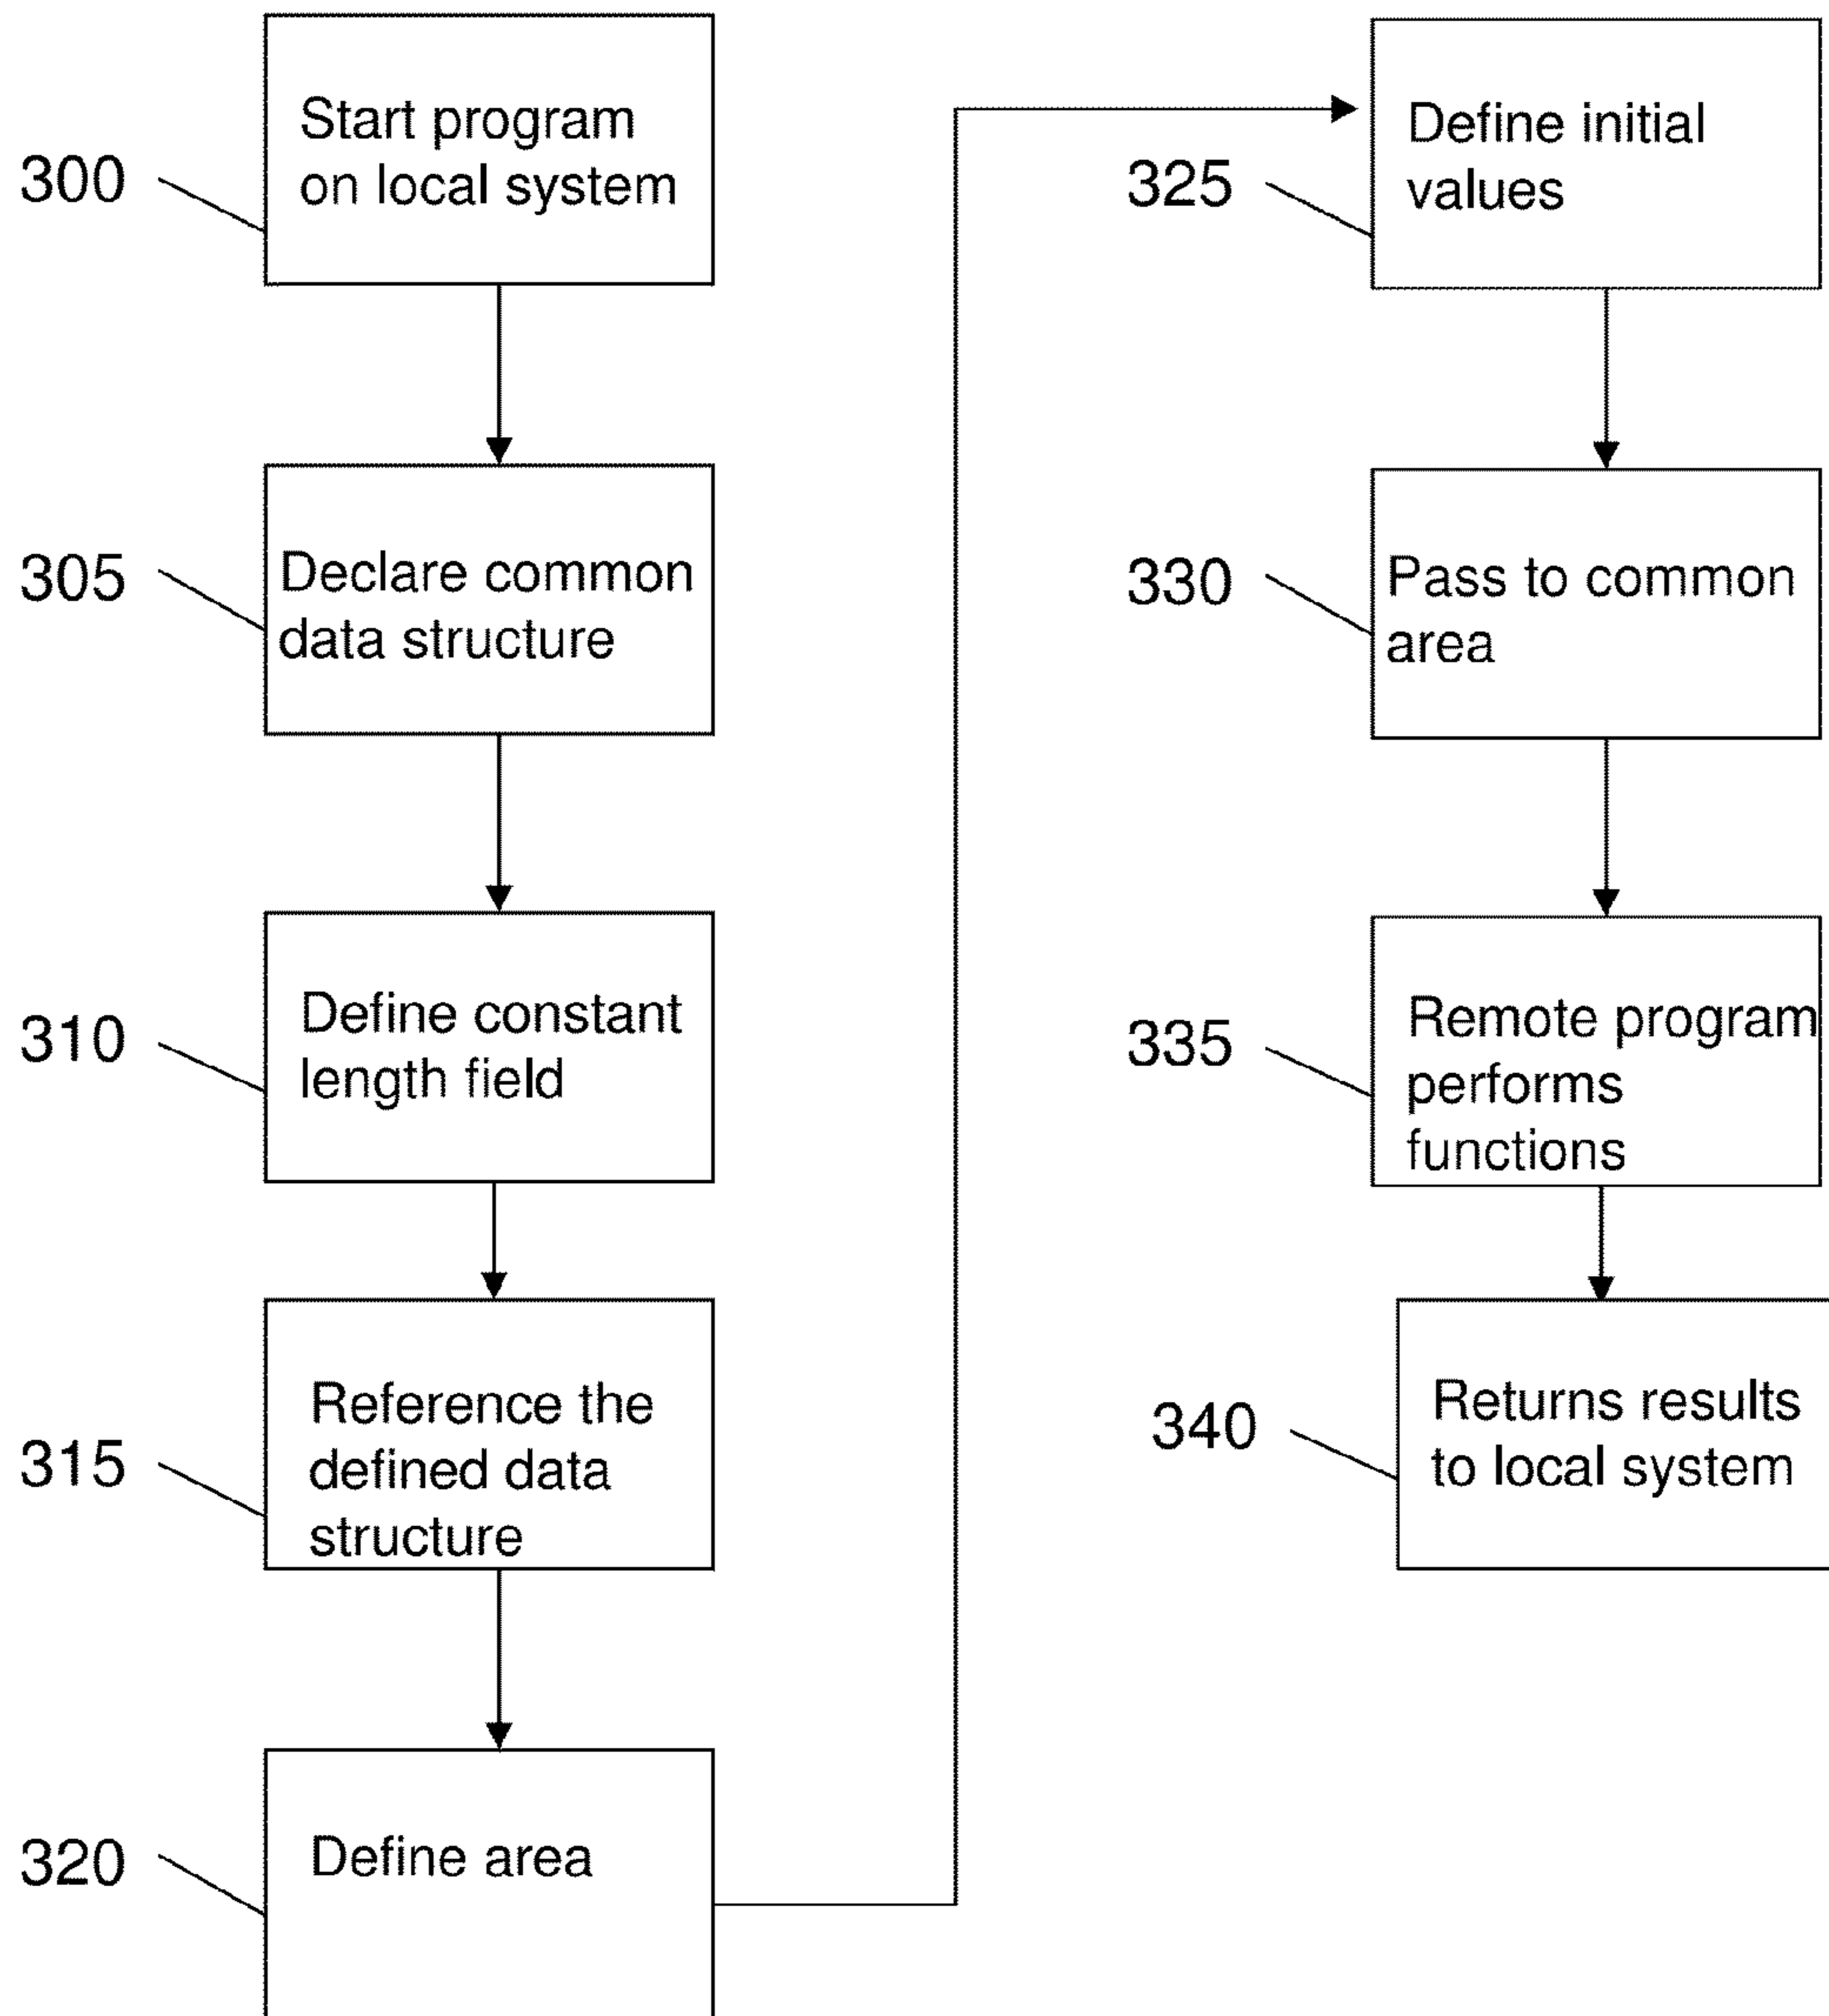 300
Start program
on local system
305
Declare common
data structure
310
Define constant
length field
315
Reference the
defined data
structure
320
Define area
325
Define initial
values
330
Pass to common
area
335
Remote program
performs
functions
340
Returns results
to local system